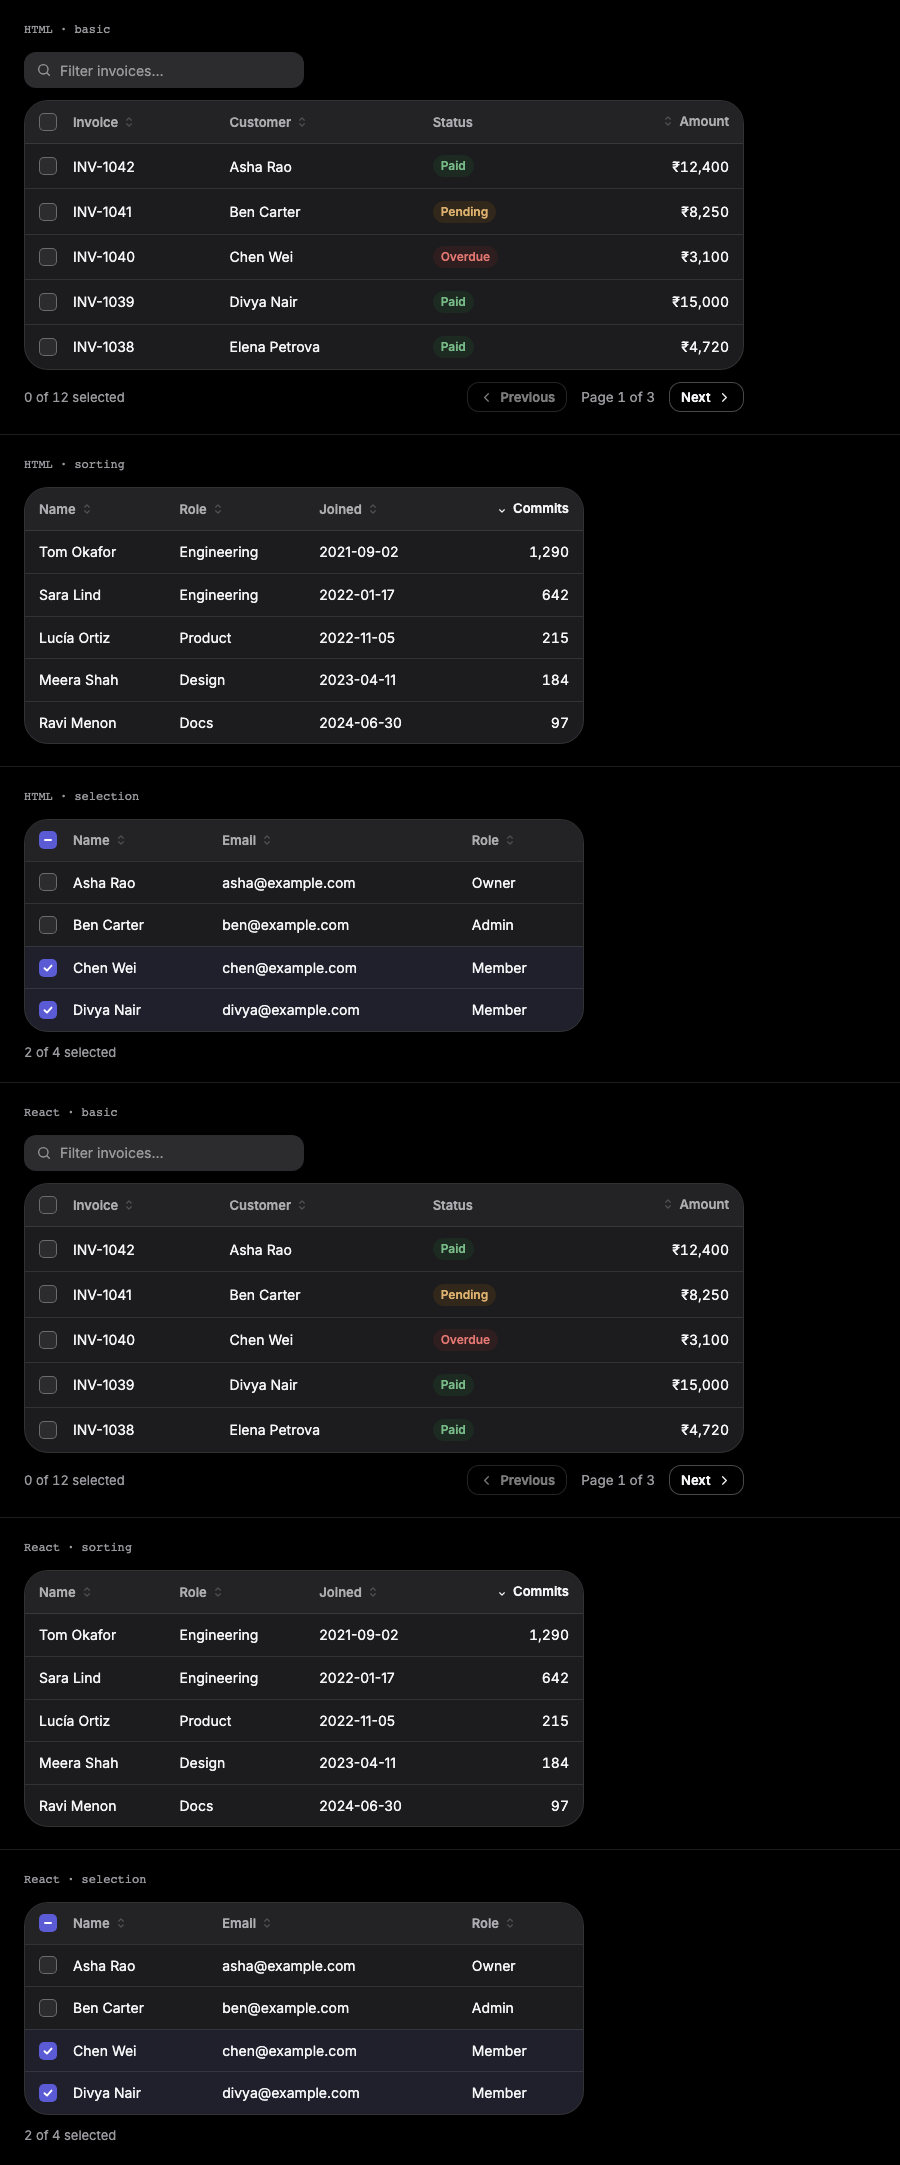 HTML • basic
Filter invoices...
Invoice Customer Status Amount
INV-1042 Asha Rao Paid ₹12,400
INV-1041 Ben Carter Pending ₹8,250
INV-1040 Chen Wei Overdue ₹3,100
INV-1039 Divya Nair Paid ₹15,000
INV-1038 Elena Petrova Paid ₹4,720
0 of 12 selected Previous Page 1 of 3 Next
HTML • sorting
Name Role Joined Commits
Tom Okafor Engineering 2021-09-02 1,290
Sara Lind Engineering 2022-01-17 642
Lucía Ortiz Product 2022-11-05 215
Meera Shah Design 2023-04-11 184
Ravi Menon Docs 2024-06-30 97
HTML • selection
Name Email Role
Asha Rao asha@example.com Owner
Ben Carter ben@example.com Admin
Chen Wei chen@example.com Member
Divya Nair divya@example.com Member
2 of 4 selected
React • basic
Filter invoices...
Invoice Customer Status Amount
INV-1042 Asha Rao Paid ₹12,400
INV-1041 Ben Carter Pending ₹8,250
INV-1040 Chen Wei Overdue ₹3,100
INV-1039 Divya Nair Paid ₹15,000
INV-1038 Elena Petrova Paid ₹4,720
0 of 12 selected Previous Page 1 of 3 Next
React • sorting
Name Role Joined Commits
Tom Okafor Engineering 2021-09-02 1,290
Sara Lind Engineering 2022-01-17 642
Lucía Ortiz Product 2022-11-05 215
Meera Shah Design 2023-04-11 184
Ravi Menon Docs 2024-06-30 97
React • selection
Name Email Role
Asha Rao asha@example.com Owner
Ben Carter ben@example.com Admin
Chen Wei chen@example.com Member
Divya Nair divya@example.com Member
2 of 4 selected